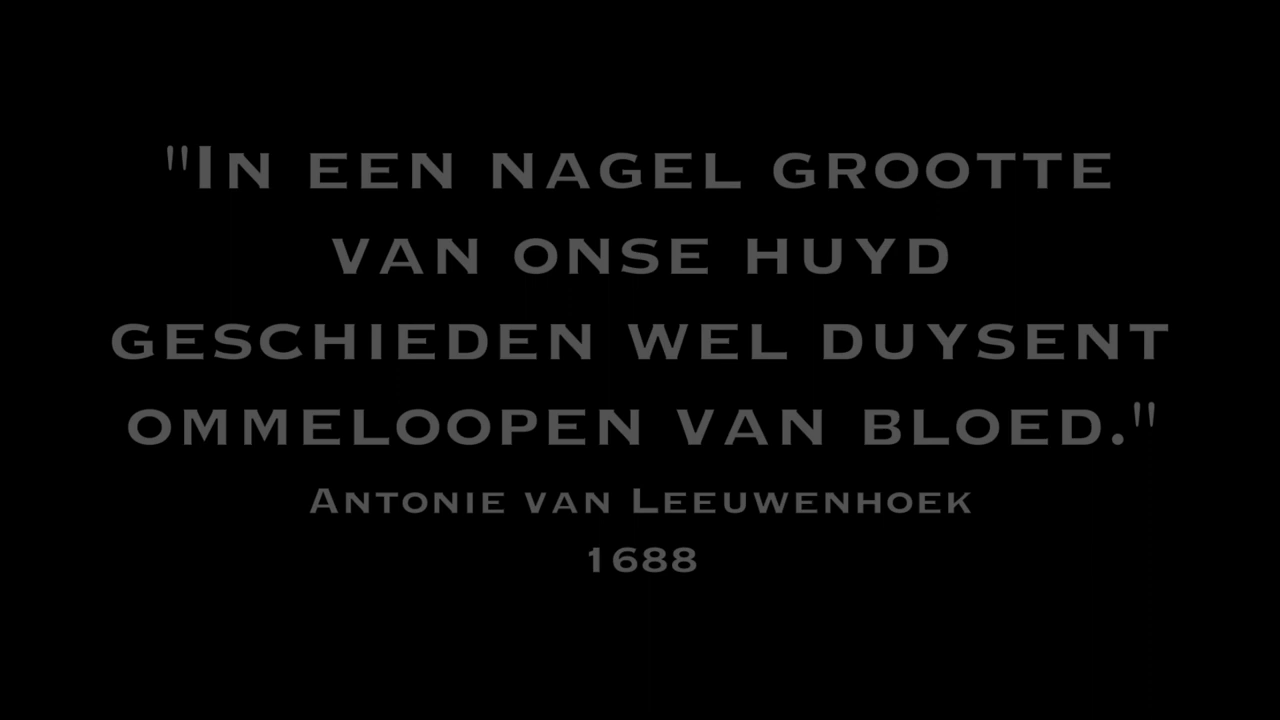 "In een nagel grootte
van onse huyd
geschieden wel duysent
ommeloopen van bloed."
Antonie van Leeuwenhoek
1688